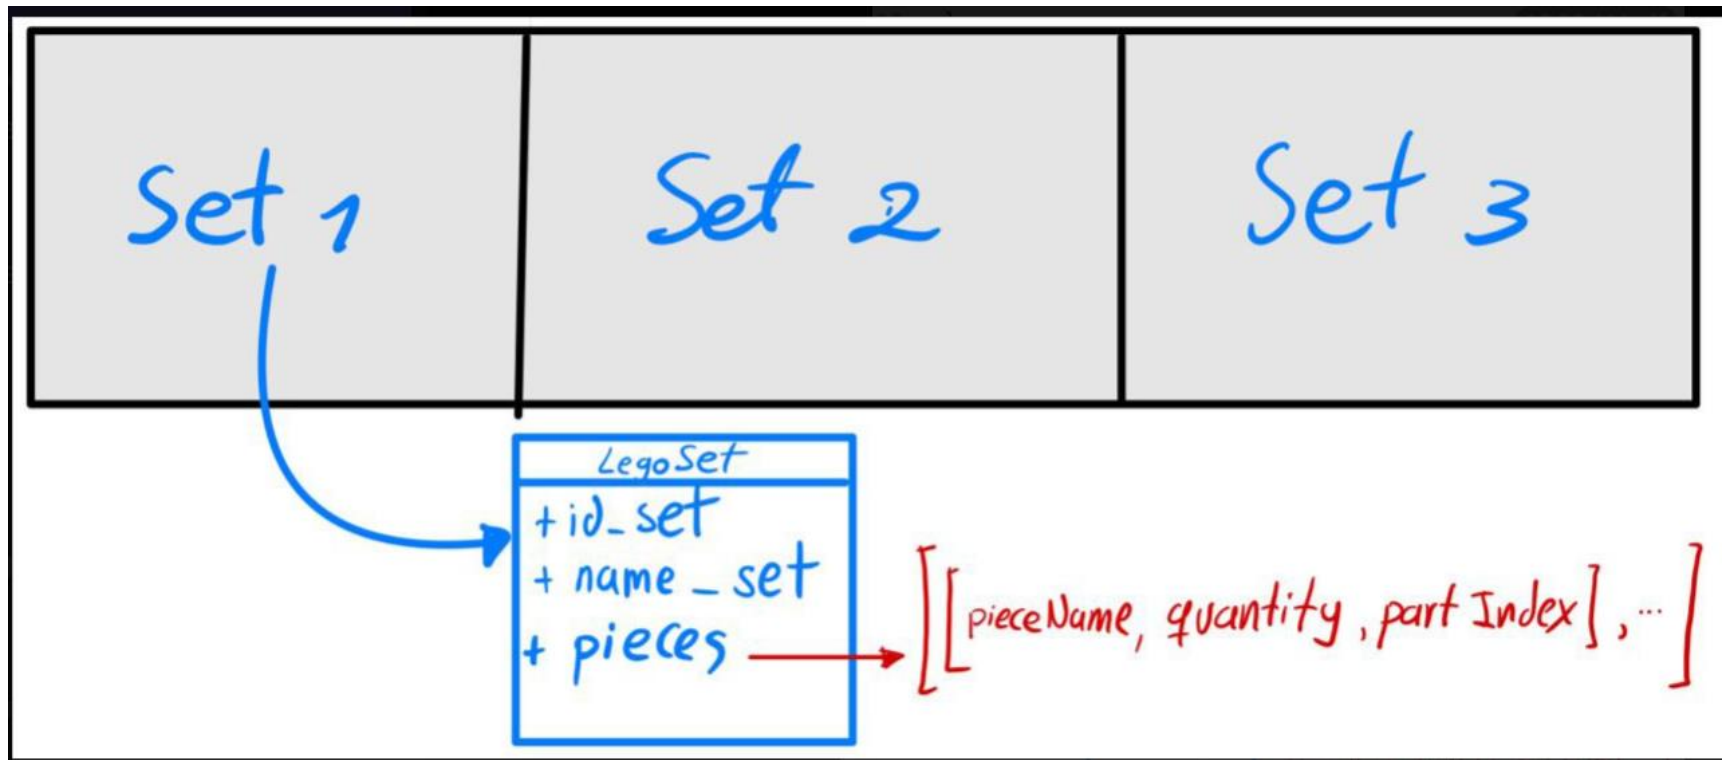 Set 1
Set 2
Set 3
LegoSet
+ id_set
+ name_set
+ pieces
[[pieceName, quantity, partIndex], ...]